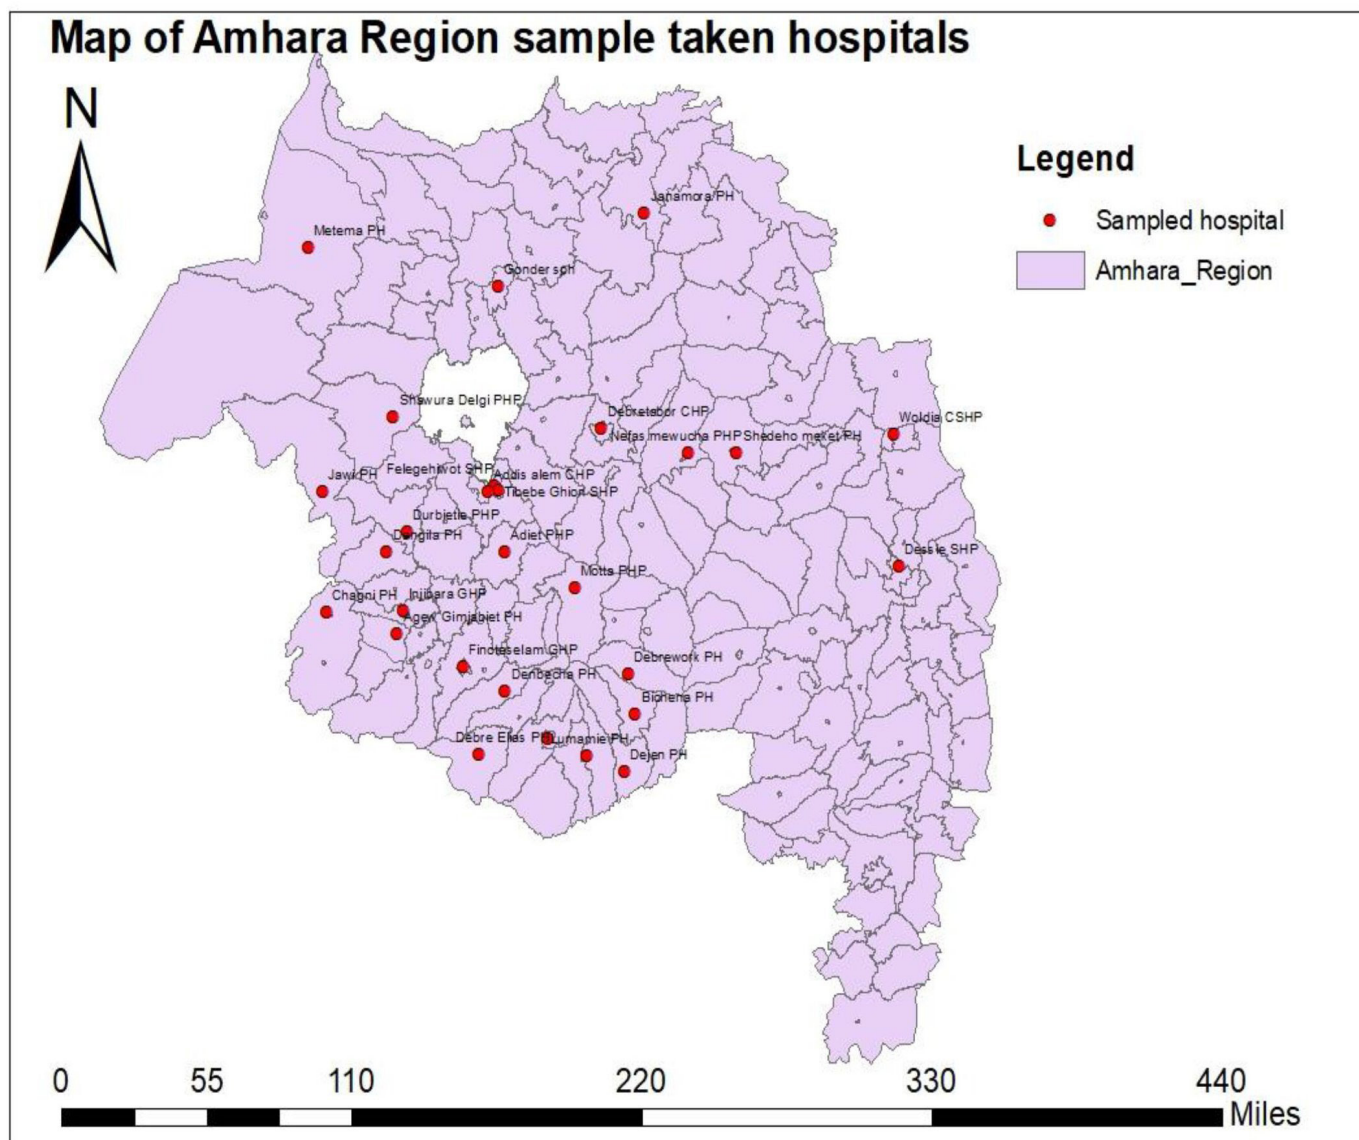 Map of Amhara Region sample taken hospitals
N
Legend
Sampled hospital
Amhara_Region
Janamora PH
Metema PH
Gonder sph
Shawura Delgi PHP
Debretabor CHP
Nefas mewucha PHP
Shedeho meket PH
Woldia CSHP
Jawi PH
Felegehiwot SHP
Addis alem CHP
Tibebe Ghion SHP
Durbietie PHP
Dangila PH
Adiet PHP
Dessie SHP
Motta PHP
Chagni PH
Injibara GHP
Agew Gimjabiet PH
Finoteselam GHP
Debrework PH
Denbecha PH
Bichena PH
Debre Elias PH
Lumamie PH
Dejen PH
0 55 110 220 330 440
Miles